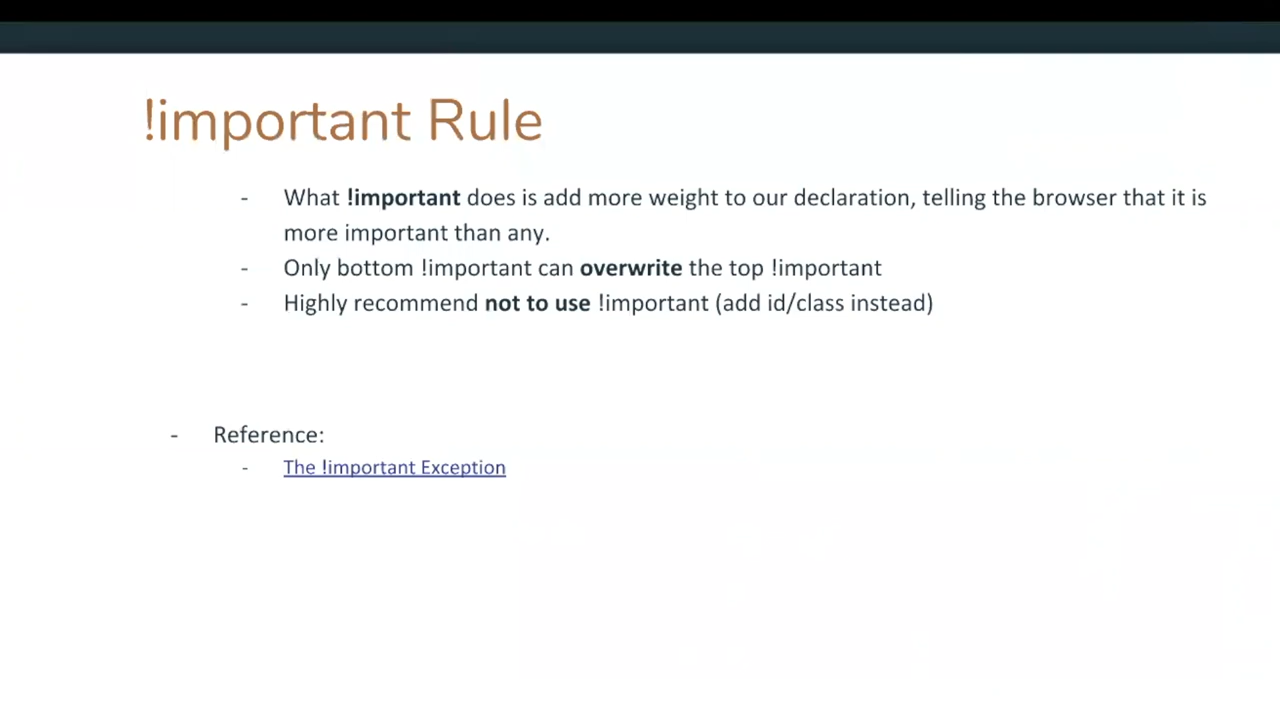 !important Rule
- What !important does is add more weight to our declaration, telling the browser that it is
more important than any.
- Only bottom !important can overwrite the top !important
- Highly recommend not to use !important (add id/class instead)
- Reference:
- The !important Exception